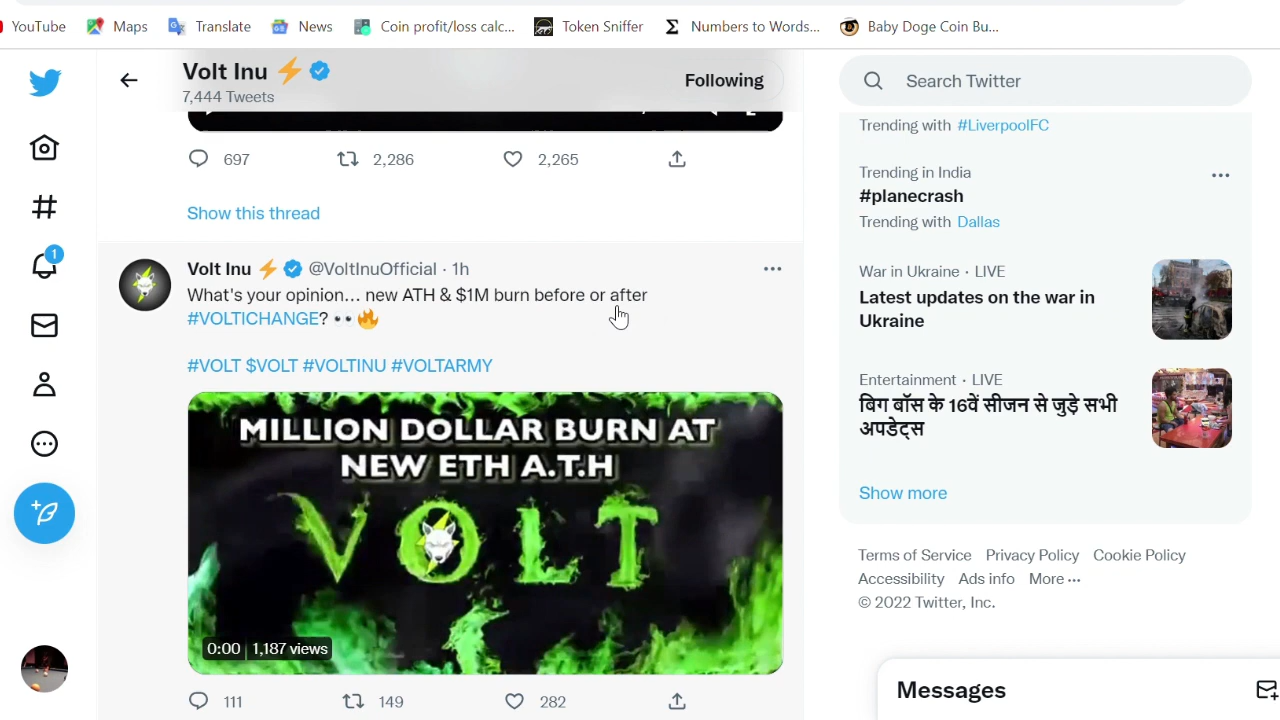 YouTube Maps Translate News Coin profit/loss calc... Token Sniffer Numbers to Words... Baby Doge Coin Bu...
Volt Inu ⚡
7,444 Tweets
Following
697 2,286 2,265
Show this thread
Volt Inu ⚡ @VoltInuOfficial · 1h
What's your opinion... new ATH & $1M burn before or after
#VOLTICHANGE? 👀🔥
#VOLT $VOLT #VOLTINU #VOLTARMY
MILLION DOLLAR BURN AT
NEW ETH A.T.H
VOLT
0:00 1,187 views
111 149 282
1
Search Twitter
Trending with #LiverpoolFC
Trending in India
#planecrash
Trending with Dallas
War in Ukraine · LIVE
Latest updates on the war in
Ukraine
Entertainment · LIVE
बिग बॉस के 16वें सीजन से जुड़े सभी
अपडेट्स
Show more
Terms of Service Privacy Policy Cookie Policy
Accessibility Ads info More ···
© 2022 Twitter, Inc.
Messages